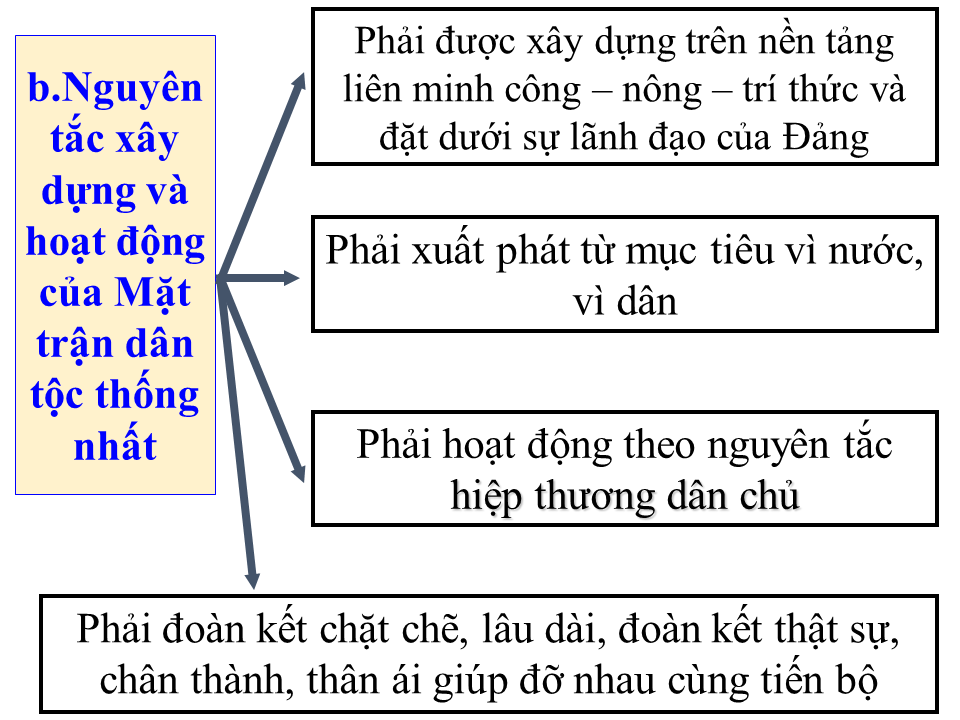 b.Nguyên
tắc xây
dựng và
hoạt động
của Mặt
trận dân
tộc thống
nhất
Phải được xây dựng trên nền tảng
liên minh công – nông – trí thức và
đặt dưới sự lãnh đạo của Đảng
Phải xuất phát từ mục tiêu vì nước,
vì dân
Phải hoạt động theo nguyên tắc
hiệp thương dân chủ
Phải đoàn kết chặt chẽ, lâu dài, đoàn kết thật sự,
chân thành, thân ái giúp đỡ nhau cùng tiến bộ